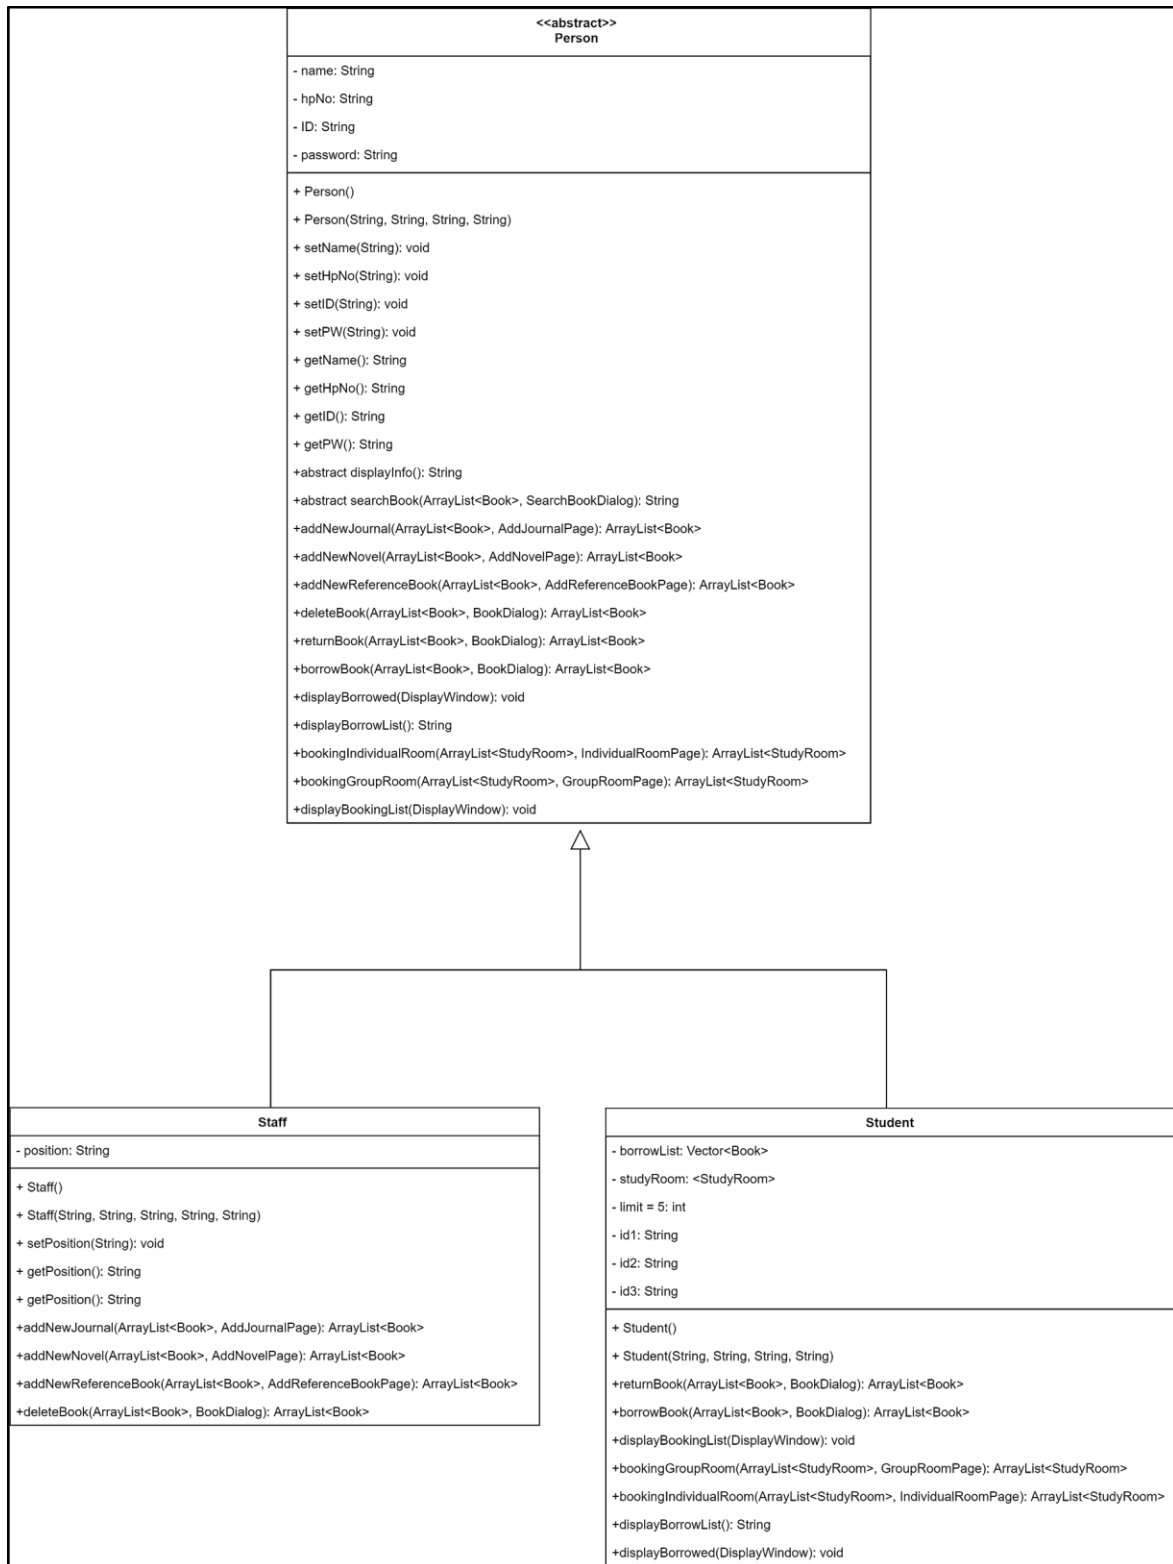 <<abstract>>
Person
- name: String
- hpNo: String
- ID: String
- password: String
+ Person()
+ Person(String, String, String, String)
+ setName(String): void
+ setHpNo(String): void
+ setID(String): void
+ setPW(String): void
+ getName(): String
+ getHpNo(): String
+ getID(): String
+ getPW(): String
+abstract displayInfo(): String
+abstract searchBook(ArrayList<Book>, SearchBookDialog): String
+addNewJournal(ArrayList<Book>, AddJournalPage): ArrayList<Book>
+addNewNovel(ArrayList<Book>, AddNovelPage): ArrayList<Book>
+addNewReferenceBook(ArrayList<Book>, AddReferenceBookPage): ArrayList<Book>
+deleteBook(ArrayList<Book>, BookDialog): ArrayList<Book>
+returnBook(ArrayList<Book>, BookDialog): ArrayList<Book>
+borrowBook(ArrayList<Book>, BookDialog): ArrayList<Book>
+displayBorrowed(DisplayWindow): void
+displayBorrowList(): String
+bookingIndividualRoom(ArrayList<StudyRoom>, IndividualRoomPage): ArrayList<StudyRoom>
+bookingGroupRoom(ArrayList<StudyRoom>, GroupRoomPage): ArrayList<StudyRoom>
+displayBookingList(DisplayWindow): void
Staff
- position: String
+ Staff()
+ Staff(String, String, String, String, String)
+ setPosition(String): void
+ getPosition(): String
+ getPosition(): String
+addNewJournal(ArrayList<Book>, AddJournalPage): ArrayList<Book>
+addNewNovel(ArrayList<Book>, AddNovelPage): ArrayList<Book>
+addNewReferenceBook(ArrayList<Book>, AddReferenceBookPage): ArrayList<Book>
+deleteBook(ArrayList<Book>, BookDialog): ArrayList<Book>
Student
- borrowList: Vector<Book>
- studyRoom: <StudyRoom>
- limit = 5: int
- id1: String
- id2: String
- id3: String
+ Student()
+ Student(String, String, String, String)
+returnBook(ArrayList<Book>, BookDialog): ArrayList<Book>
+borrowBook(ArrayList<Book>, BookDialog): ArrayList<Book>
+displayBookingList(DisplayWindow): void
+bookingGroupRoom(ArrayList<StudyRoom>, GroupRoomPage): ArrayList<StudyRoom>
+bookingIndividualRoom(ArrayList<StudyRoom>, IndividualRoomPage): ArrayList<StudyRoom>
+displayBorrowList(): String
+displayBorrowed(DisplayWindow): void